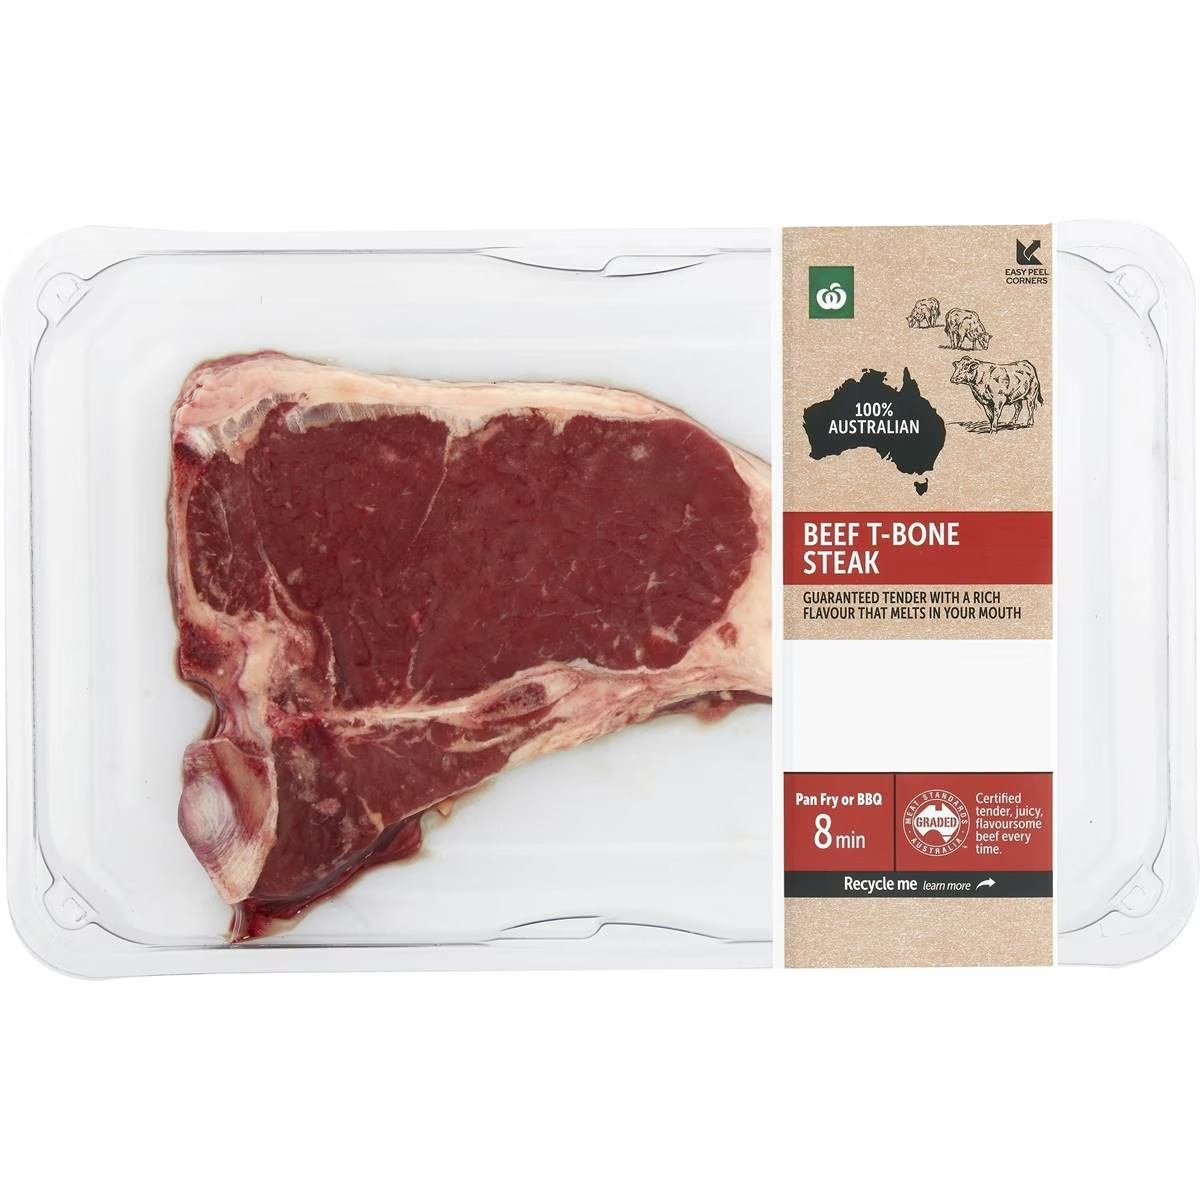 EASY PEEL
CORNERS
100%
AUSTRALIAN
BEEF T-BONE
STEAK
GUARANTEED TENDER WITH A RICH
FLAVOUR THAT MELTS IN YOUR MOUTH
Pan Fry or BBQ
8 min
MEAT STANDARDS
GRADED
AUSTRALIA
Certified
tender, juicy,
flavoursome
beef every
time.
Recycle me learn more